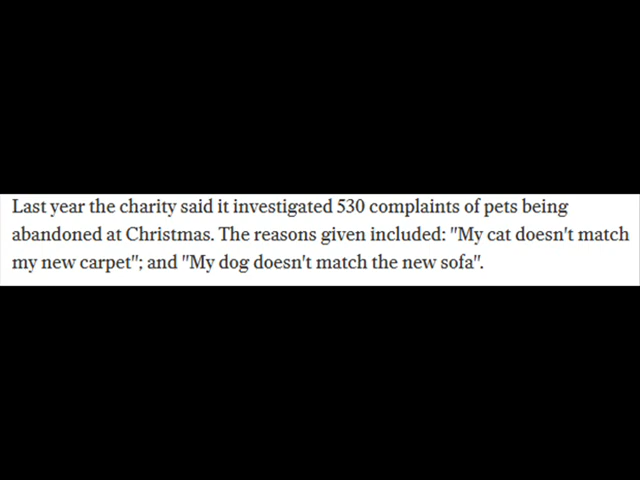 Last year the charity said it investigated 530 complaints of pets being
abandoned at Christmas. The reasons given included: "My cat doesn't match
my new carpet"; and "My dog doesn't match the new sofa".